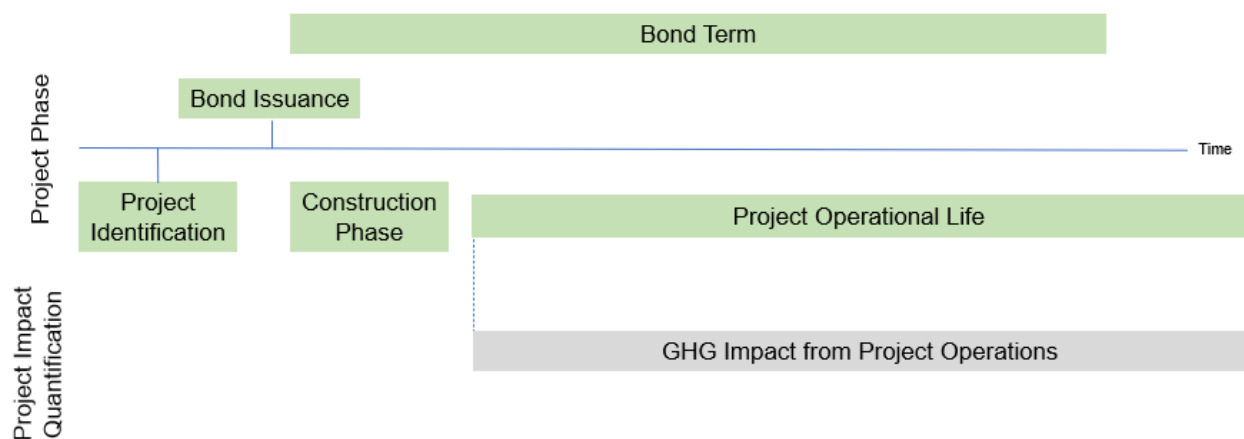 Bond Term
Bond Issuance
Project Phase
Time
Project
Identification
Construction
Phase
Project Operational Life
Project Impact
Quantification
GHG Impact from Project Operations